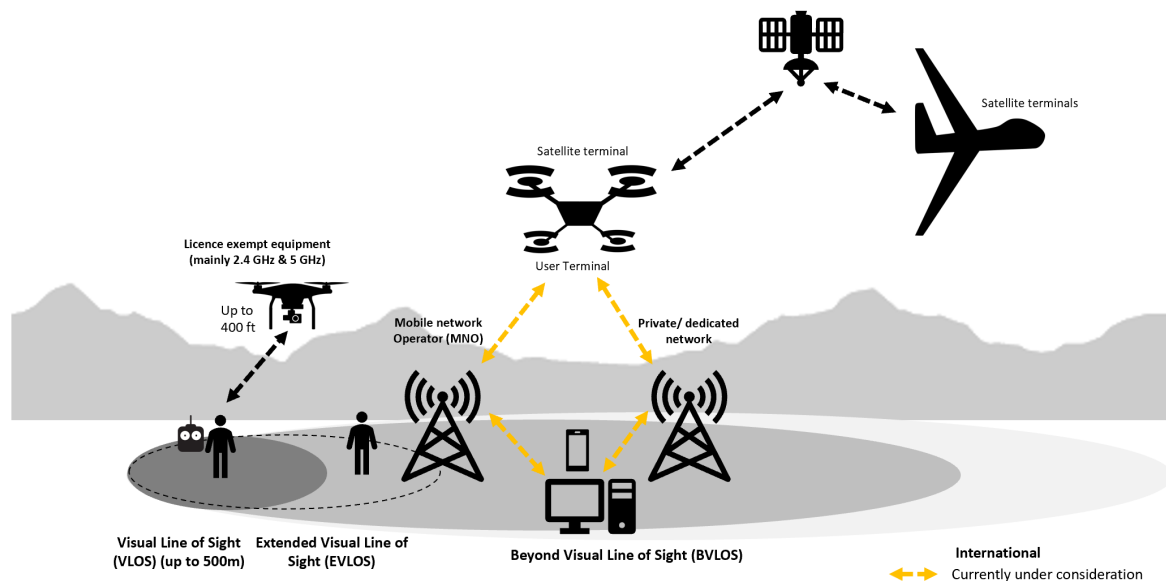 Satellite terminals
Satellite terminal
Licence exempt equipment
(mainly 2.4 GHz & 5 GHz)
User Terminal
Up to
400 ft
Mobile network
Operator (MNO)
Private/ dedicated
network
Visual Line of Sight
(VLOS) (up to 500m)
Extended Visual Line of
Sight (EVLOS)
Beyond Visual Line of Sight (BVLOS)
International
Currently under consideration